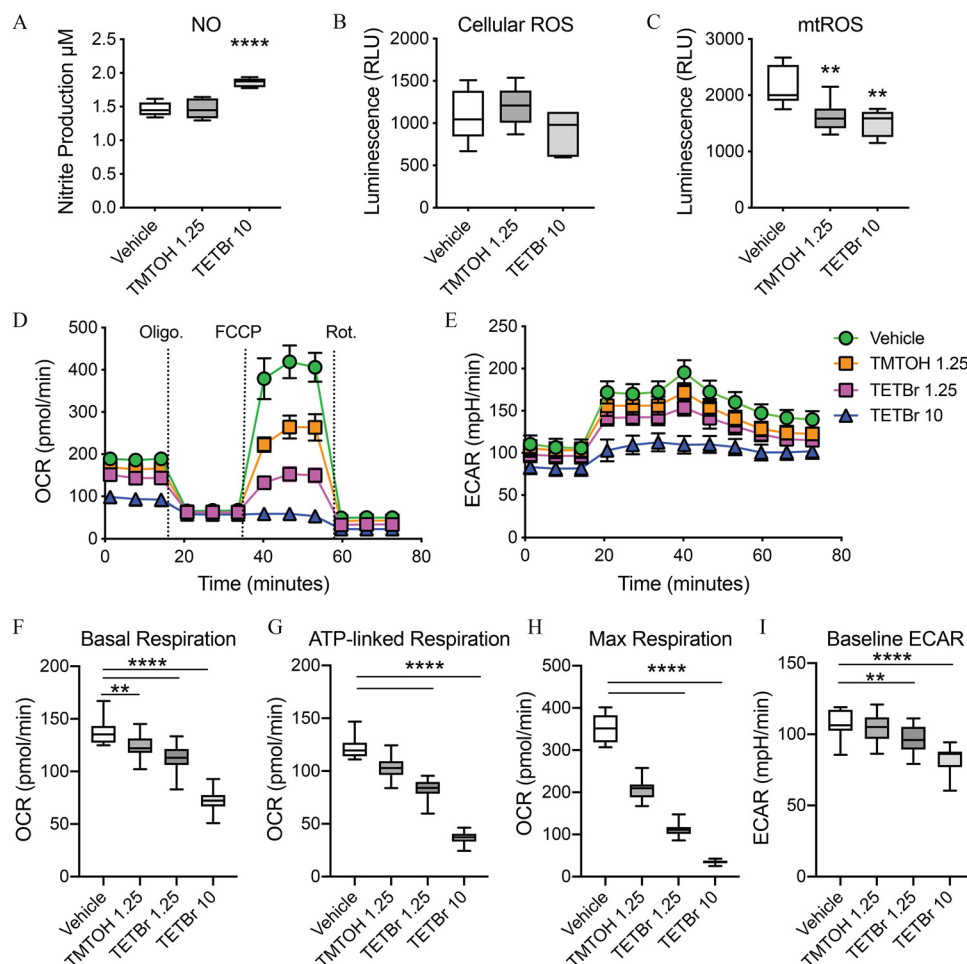 A
NO
Nitrite Production µM
2.5
2.0
1.5
1.0
0.5
0.0
****
Vehicle
TMTOH 1.25
TETBr 10
B
Cellular ROS
Luminescence (RLU)
2000
1500
1000
500
0
Vehicle
TMTOH 1.25
TETBr 10
C
mtROS
Luminescence (RLU)
3000
2000
1000
**
**
Vehicle
TMTOH 1.25
TETBr 10
D
Oligo.
FCCP
Rot.
OCR (pmol/min)
500
400
300
200
100
0
0
20
40
60
80
Time (minutes)
E
ECAR (mpH/min)
250
200
150
100
50
0
0
20
40
60
80
Time (minutes)
Vehicle
TMTOH 1.25
TETBr 1.25
TETBr 10
F
Basal Respiration
OCR (pmol/min)
200
150
100
50
0
****
**
Vehicle
TMTOH 1.25
TETBr 1.25
TETBr 10
G
ATP-linked Respiration
OCR (pmol/min)
200
150
100
50
0
****
Vehicle
TMTOH 1.25
TETBr 1.25
TETBr 10
H
Max Respiration
OCR (pmol/min)
500
400
300
200
100
0
****
Vehicle
TMTOH 1.25
TETBr 1.25
TETBr 10
I
Baseline ECAR
ECAR (mpH/min)
150
100
50
0
****
**
Vehicle
TMTOH 1.25
TETBr 1.25
TETBr 10